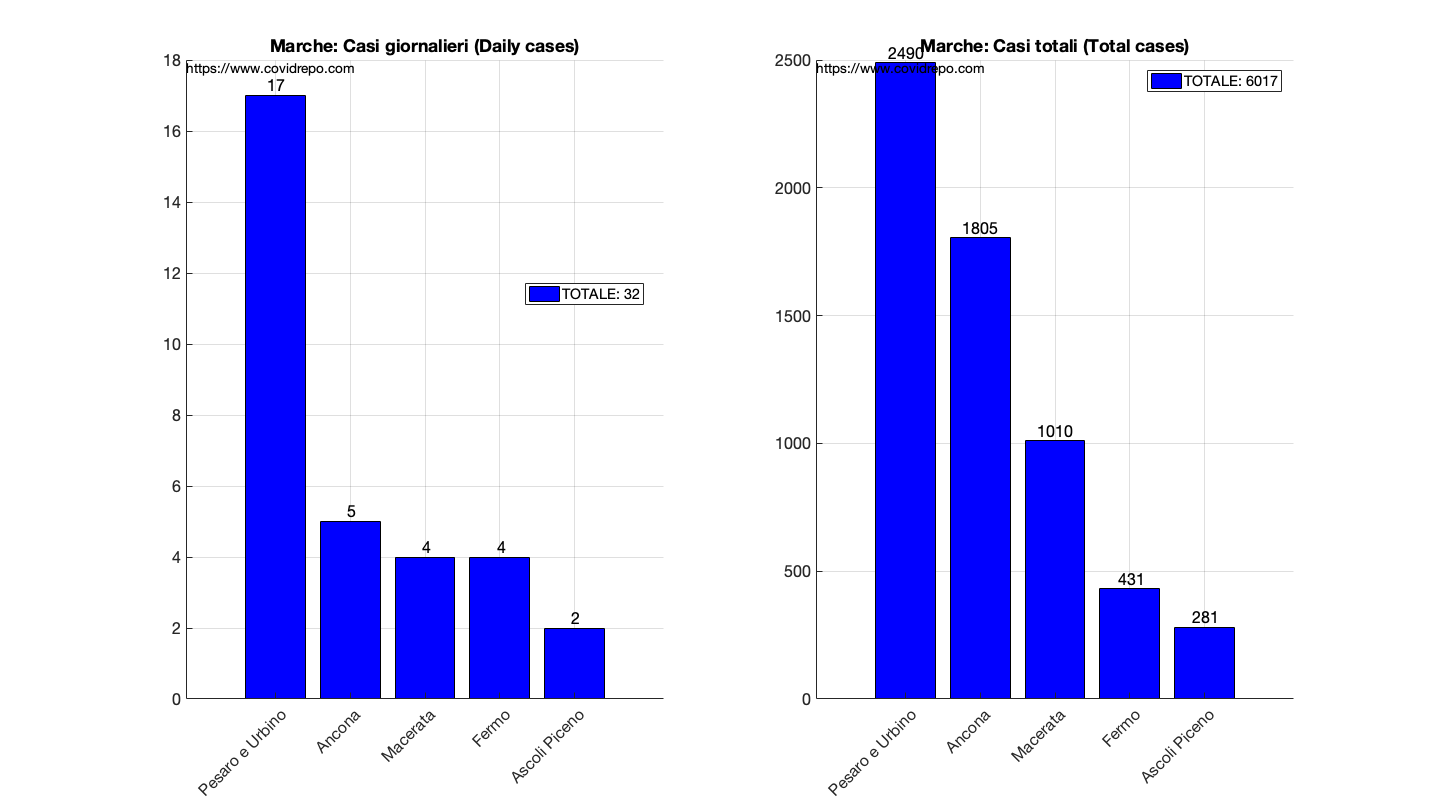 Marche: Casi giornalieri (Daily cases)
https://www.covidrepo.com
18
16
14
12
10
8
6
4
2
0
17
5
4
4
2
TOTALE: 32
Pesaro e Urbino
Ancona
Macerata
Fermo
Ascoli Piceno
Marche: Casi totali (Total cases)
https://www.covidrepo.com
2500
2000
1500
1000
500
0
2490
1805
1010
431
281
TOTALE: 6017
Pesaro e Urbino
Ancona
Macerata
Fermo
Ascoli Piceno